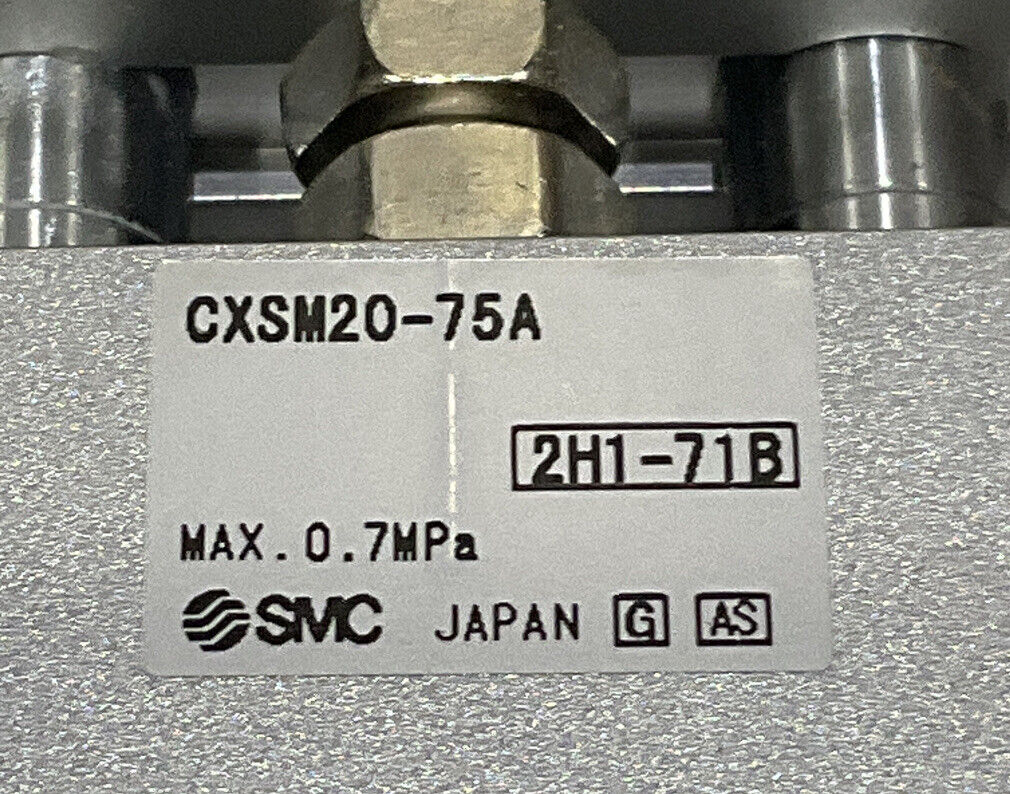 CXSM20-75A
2H1-71B
MAX.0.7MPa
SMC JAPAN G AS